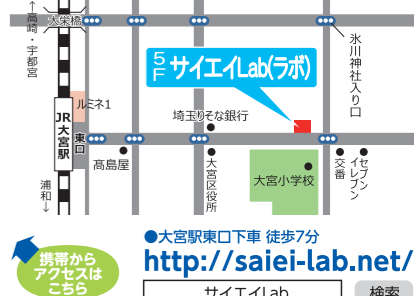 ↑高崎・宇都宮
大栄橋
氷川神社入り口
5F サイエイLab(ラボ)
ルミネ1
埼玉りそな銀行
JR大宮駅
東口
髙島屋
大宮区役所
大宮小学校
交番
セブンイレブン
浦和↓
●大宮駅東口下車 徒歩7分
http://saiei-lab.net/
携帯から
アクセスは
こちら
サイエイLab
検索